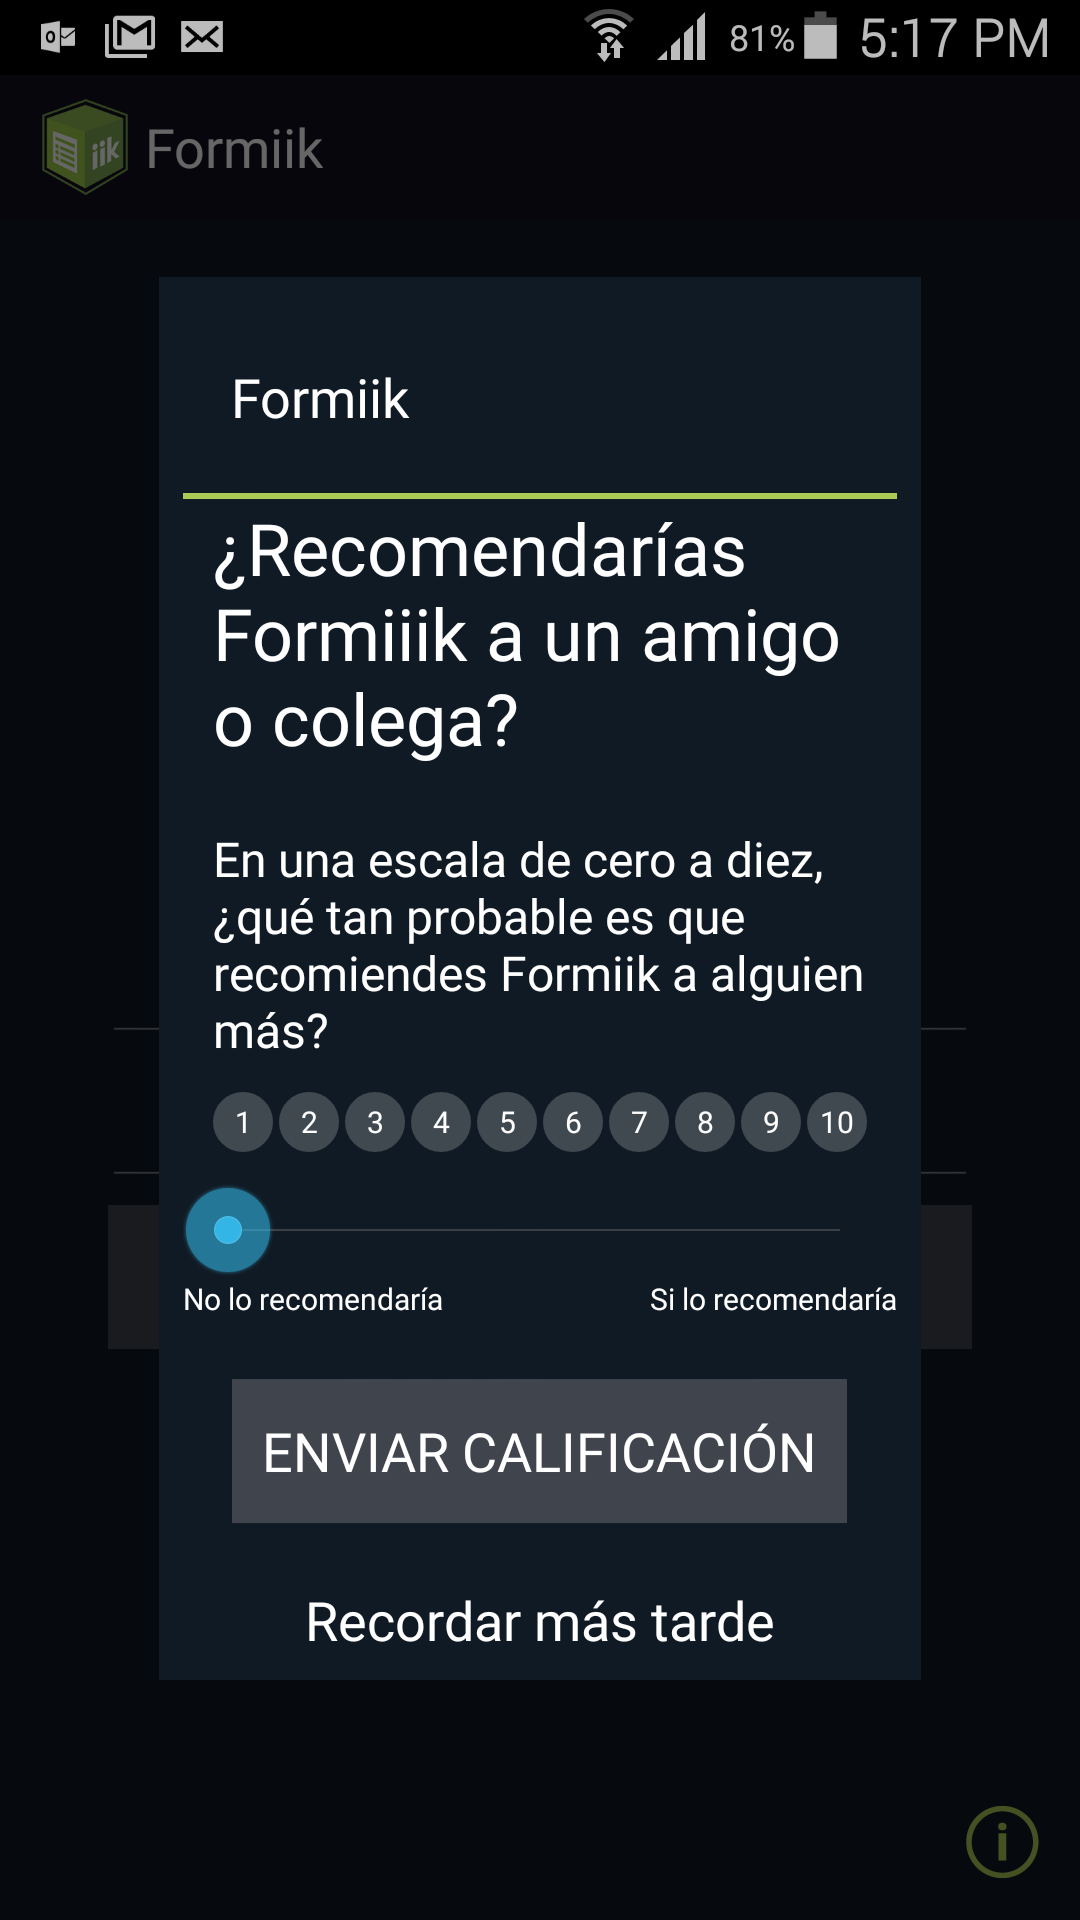 81% 5:17 PM
iik Formiik
Formiik
¿Recomendarías
Formiiik a un amigo
o colega?
En una escala de cero a diez,
¿qué tan probable es que
recomiendes Formiik a alguien
más?
1 2 3 4 5 6 7 8 9 10
No lo recomendaría Si lo recomendaría
ENVIAR CALIFICACIÓN
Recordar más tarde
i